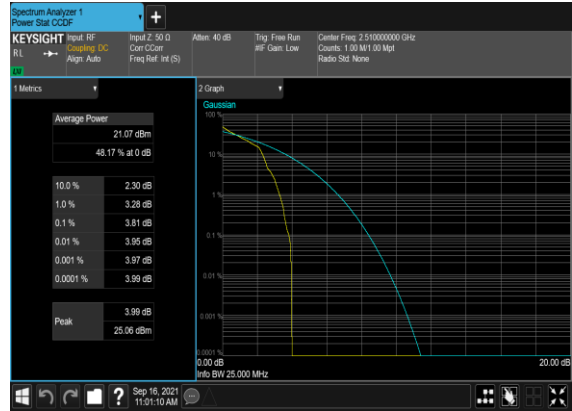 Spectrum Analyzer 1
Power Stat CCDF
KEYSIGHT
RL
Input: RF
Coupling: DC
Align: Auto
Input Z: 50 Ω
Corr CCorr
Freq Ref: Int (S)
Atten: 40 dB
Trig: Free Run
#IF Gain: Low
Center Freq: 2.510000000 GHz
Counts: 1.00 M/1.00 Mpt
Radio Std: None
1 Metrics
Average Power
21.07 dBm
48.17 % at 0 dB
10.0 % 2.30 dB
1.0 % 3.28 dB
0.1 % 3.81 dB
0.01 % 3.95 dB
0.001 % 3.97 dB
0.0001 % 3.99 dB
Peak
3.99 dB
25.06 dBm
2 Graph
Gaussian
100 %
10 %
1 %
0.1 %
0.01 %
0.001 %
0.0001 %
0.00 dB
20.00 dB
Info BW 25.000 MHz
Sep 16, 2021
11:01:10 AM